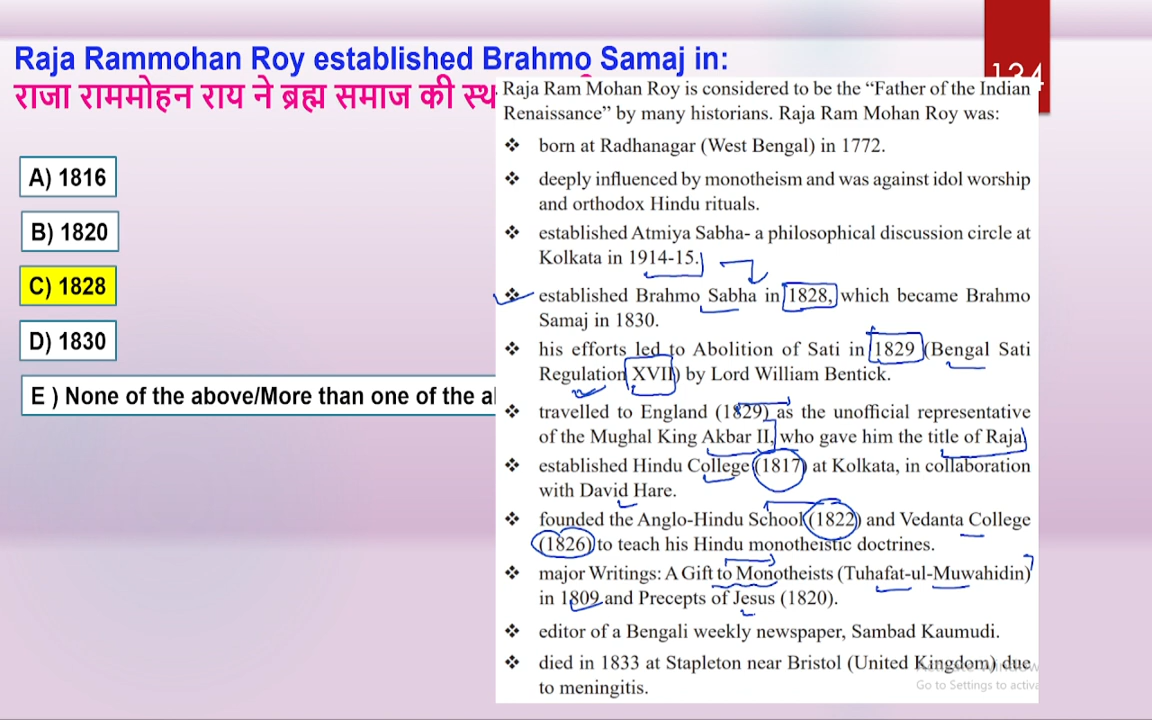 Raja Rammohan Roy established Brahmo Samaj in:
134
राजा राममोहन राय ने ब्रह्म समाज की
A) 1816
B) 1820
C) 1828
D) 1830
E ) None of the above/More than one of the
Raja Ram Mohan Roy is considered to be the “Father of the Indian
Renaissance” by many historians. Raja Ram Mohan Roy was:
❖ born at Radhanagar (West Bengal) in 1772.
❖ deeply influenced by monotheism and was against idol worship
and orthodox Hindu rituals.
❖ established Atmiya Sabha- a philosophical discussion circle at
Kolkata in 1914-15.
❖ established Brahmo Sabha in 1828, which became Brahmo
Samaj in 1830.
❖ his efforts led to Abolition of Sati in 1829 (Bengal Sati
Regulation XVII) by Lord William Bentick.
❖ travelled to England (1829) as the unofficial representative
of the Mughal King Akbar II, who gave him the title of Raja
❖ established Hindu College (1817) at Kolkata, in collaboration
with David Hare.
❖ founded the Anglo-Hindu School (1822) and Vedanta College
(1826) to teach his Hindu monotheistic doctrines.
❖ major Writings: A Gift to Monotheists (Tuhafat-ul-Muwahidin)
in 1809 and Precepts of Jesus (1820).
❖ editor of a Bengali weekly newspaper, Sambad Kaumudi.
❖ died in 1833 at Stapleton near Bristol (United Kingdom) due
to meningitis.
Go to Settings to